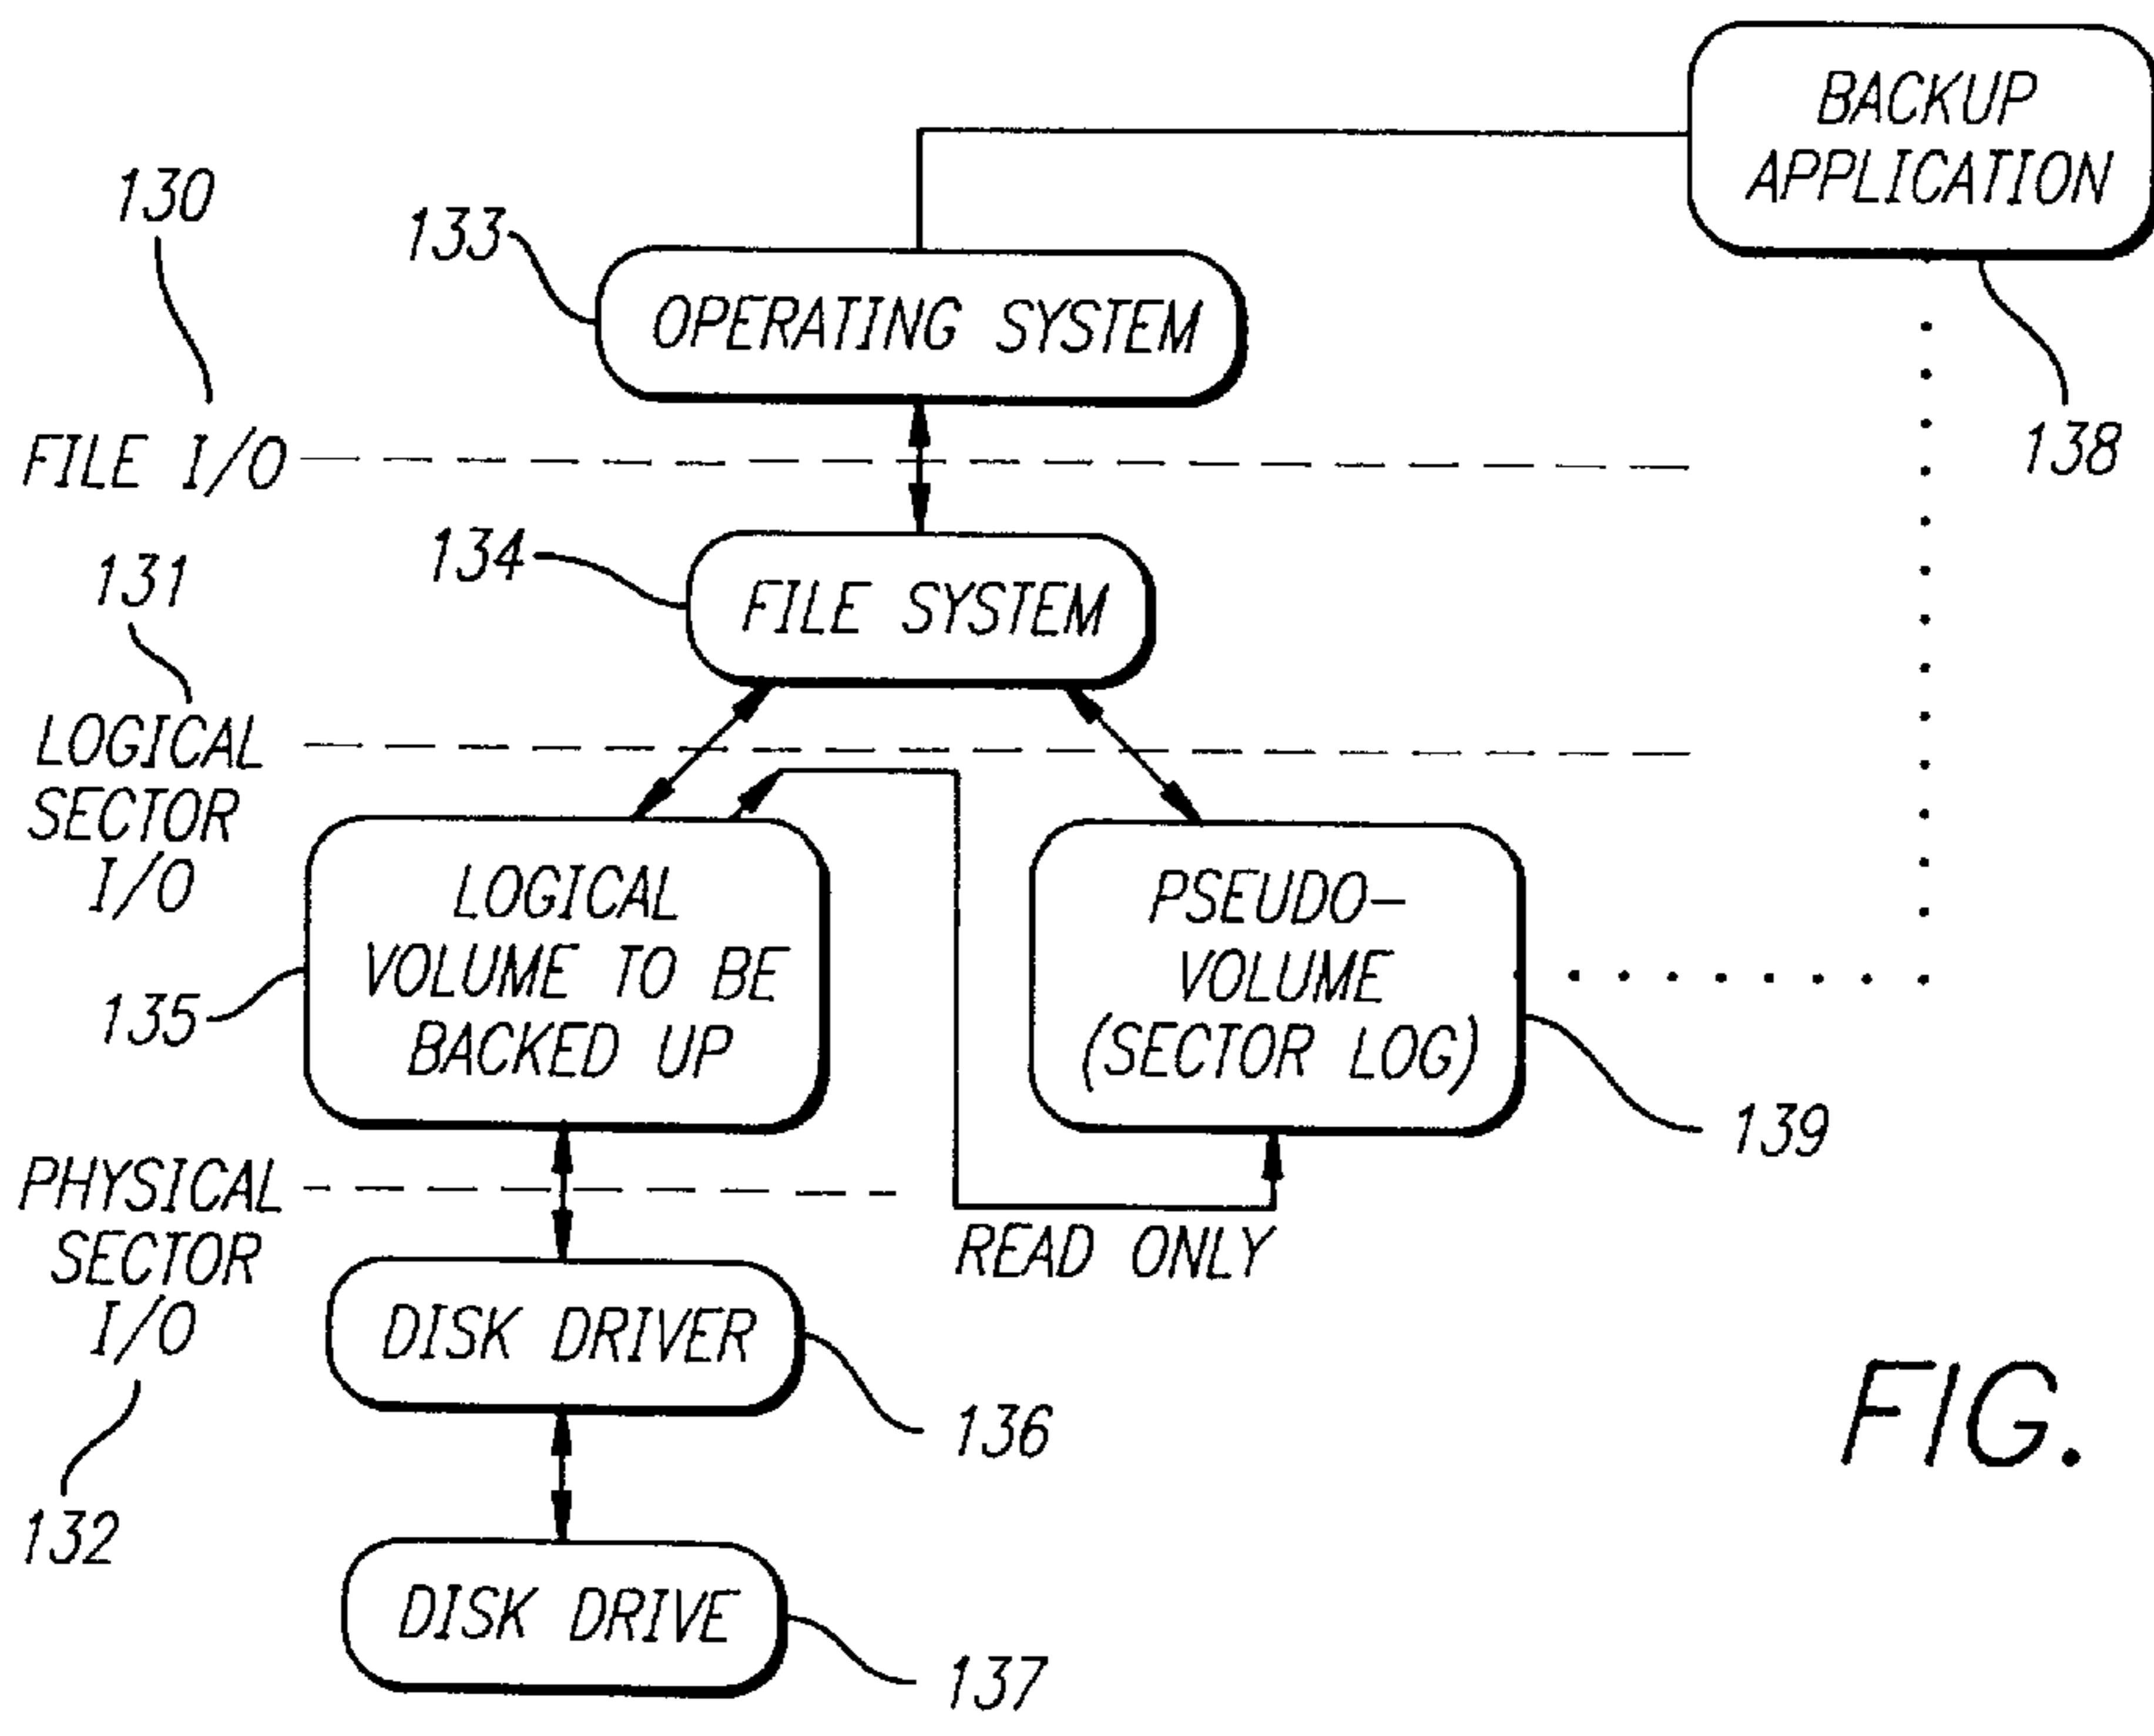 BACKUP
APPLICATION
130
133
OPERATING SYSTEM
138
FILE I/O
134
131
FILE SYSTEM
LOGICAL
SECTOR
I/O
LOGICAL
VOLUME TO BE
BACKED UP
PSEUDO-
VOLUME
(SECTOR LOG)
135
139
PHYSICAL
SECTOR
I/O
READ ONLY
DISK DRIVER
136
FIG.
132
DISK DRIVE
137